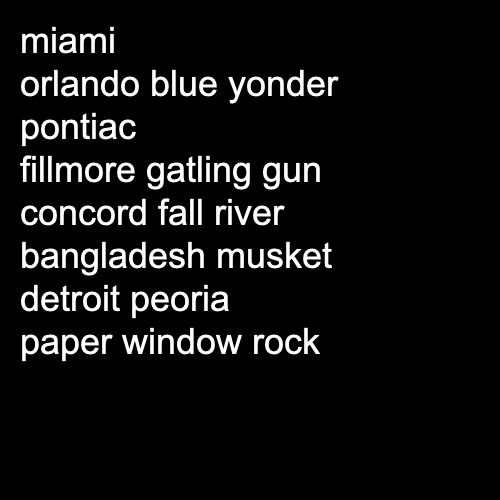 miami
orlando blue yonder
pontiac
fillmore gatling gun
concord fall river
bangladesh musket
detroit peoria
paper window rock